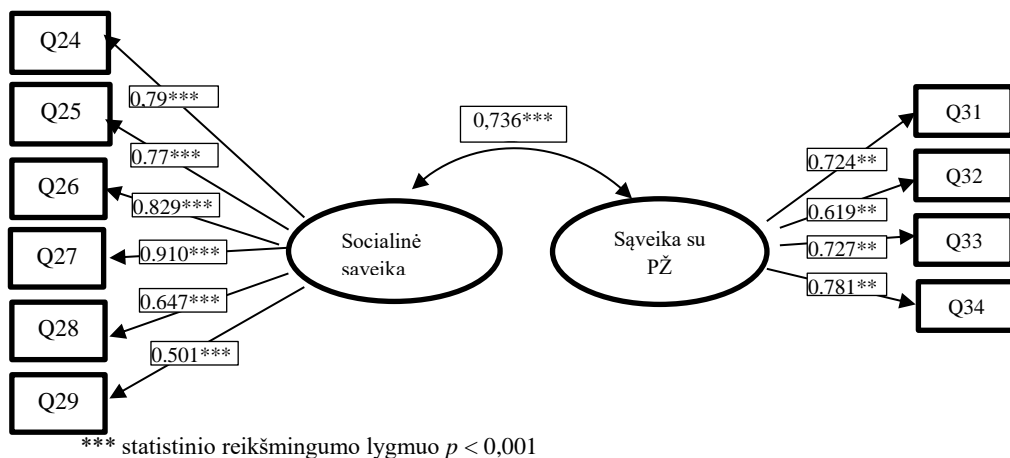 Q24
0,79***
Q25
0.77***
Q26
0.829***
Q27
0.910***
Q28
0.647***
Q29
0.501***
Socialinė
saveika
0,736***
Sąveika su
PŽ
Q31
0.724**
Q32
0.619**
Q33
0.727**
Q34
0.781**
*** statistinio reikšmingumo lygmuo p < 0,001